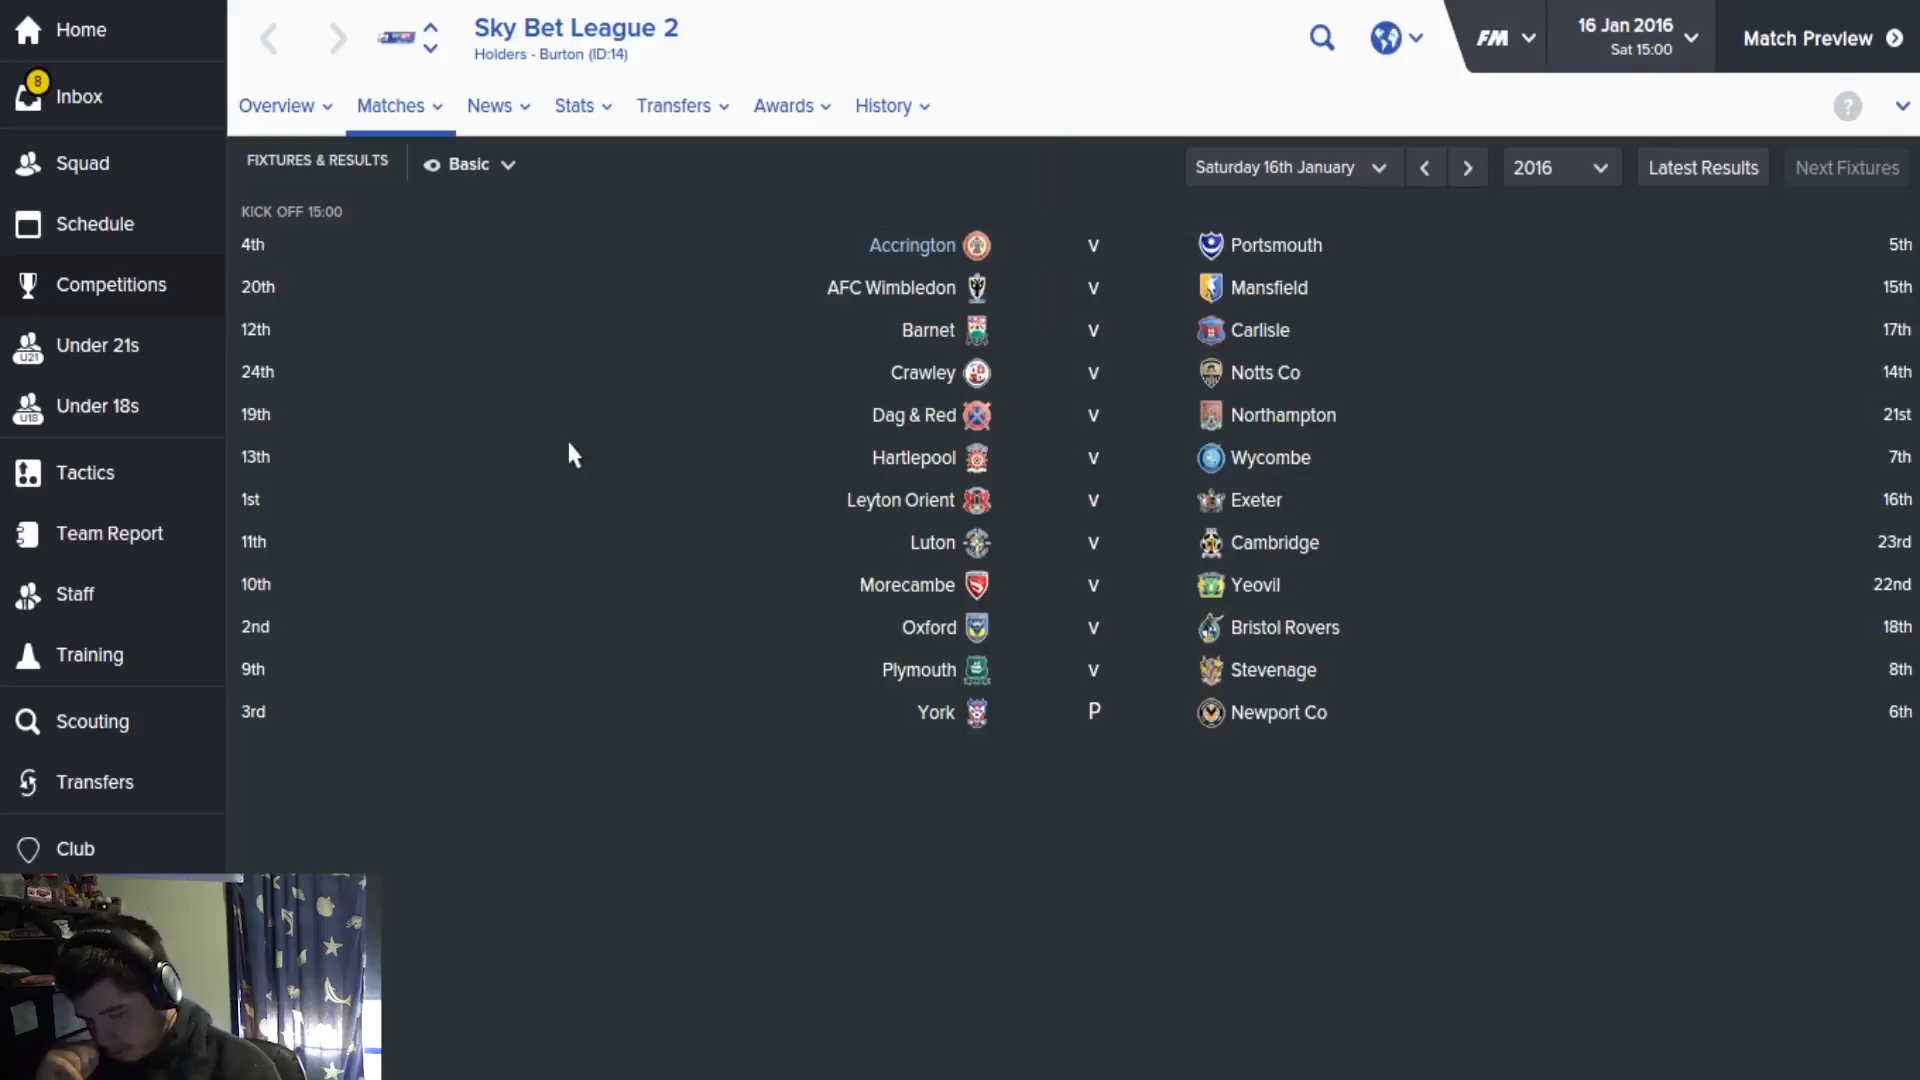 Home
8
Inbox
Squad
Schedule
Competitions
U21
Under 21s
U18
Under 18s
Tactics
Team Report
Staff
Training
Scouting
Transfers
Club
Sky Bet League 2
Holders - Burton (ID:14)
FM
16 Jan 2016
Sat 15:00
Match Preview
Overview Matches News Stats Transfers Awards History
?
FIXTURES & RESULTS Basic Saturday 16th January 2016 Latest Results Next Fixtures
KICK OFF 15:00
4th Accrington v Portsmouth 5th
20th AFC Wimbledon v Mansfield 15th
12th Barnet v Carlisle 17th
24th Crawley v Notts Co 14th
19th Dag & Red v Northampton 21st
13th Hartlepool v Wycombe 7th
1st Leyton Orient v Exeter 16th
11th Luton v Cambridge 23rd
10th Morecambe v Yeovil 22nd
2nd Oxford v Bristol Rovers 18th
9th Plymouth v Stevenage 8th
3rd York P Newport Co 6th